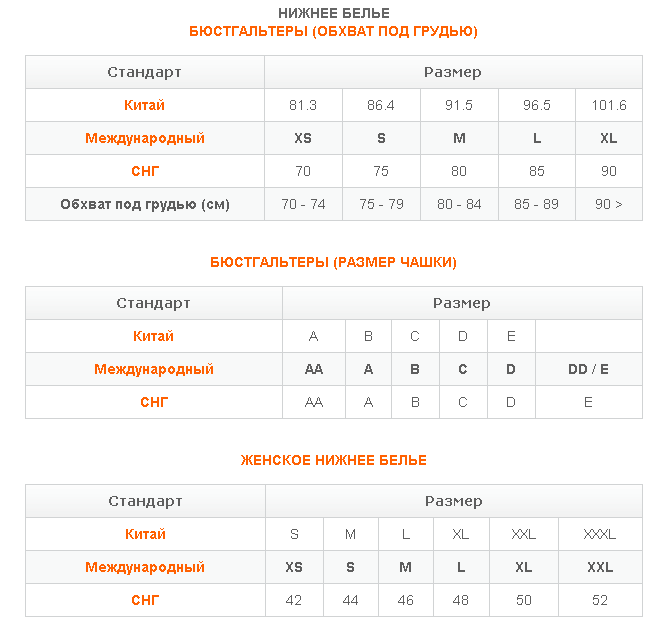 НИЖНЕЕ БЕЛЬЕ
БЮСТГАЛЬТЕРЫ (ОБХВАТ ПОД ГРУДЬЮ)
Стандарт Размер
Китай 81.3 86.4 91.5 96.5 101.6
Международный XS S M L XL
СНГ 70 75 80 85 90
Обхват под грудью (см) 70 - 74 75 - 79 80 - 84 85 - 89 90 >
БЮСТГАЛЬТЕРЫ (РАЗМЕР ЧАШКИ)
Стандарт Размер
Китай A B C D E
Международный AA A B C D DD / E
СНГ AA A B C D E
ЖЕНСКОЕ НИЖНЕЕ БЕЛЬЕ
Стандарт Размер
Китай S M L XL XXL XXXL
Международный XS S M L XL XXL
СНГ 42 44 46 48 50 52